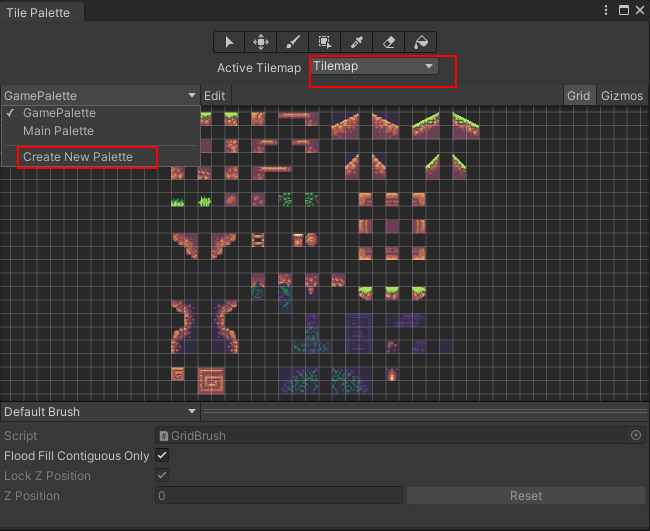 Tile Palette
Active Tilemap Tilemap
GamePalette Edit Grid Gizmos
GamePalette
Main Palette
Create New Palette
Default Brush
Script GridBrush
Flood Fill Contiguous Only
Lock Z Position
Z Position 0 Reset